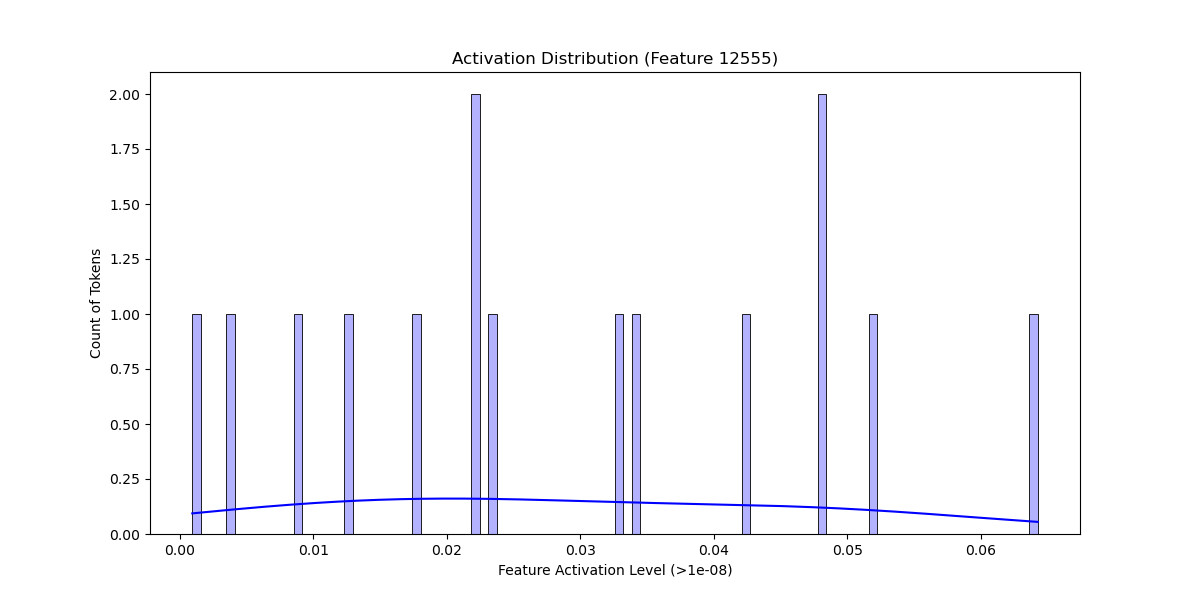 Activation Distribution (Feature 12555)
2.00
1.75
1.50
1.25
1.00
0.75
0.50
0.25
0.00
Count of Tokens
0.00 0.01 0.02 0.03 0.04 0.05 0.06
Feature Activation Level (>1e-08)